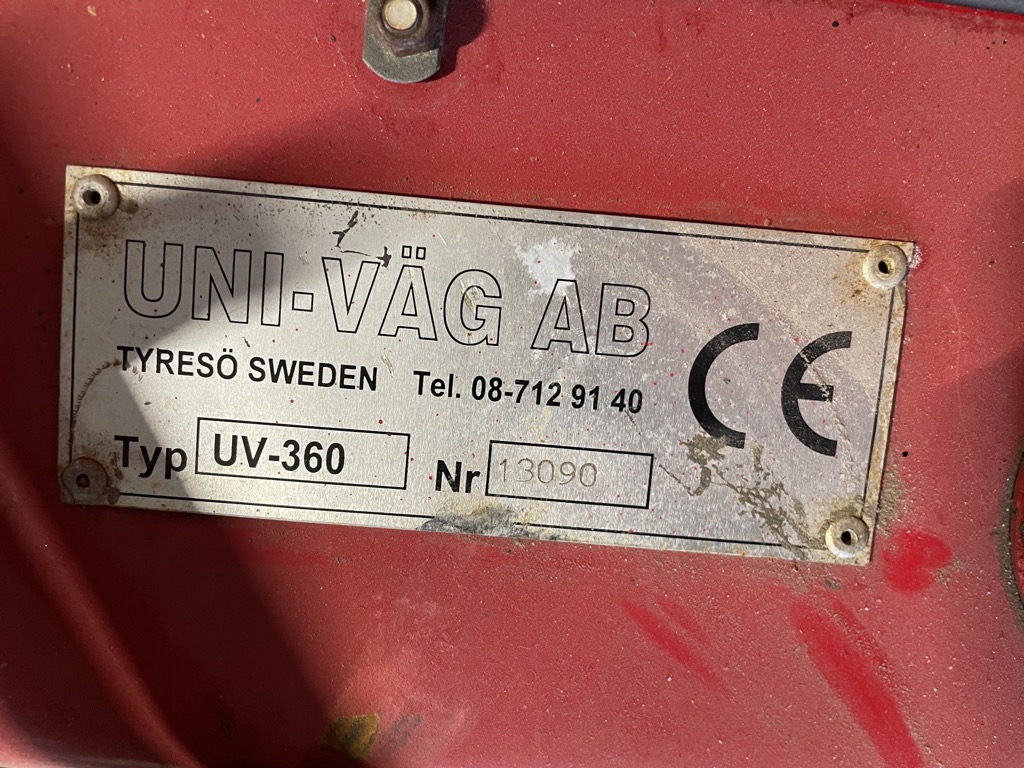 UNI-VÄG AB
TYRESÖ SWEDEN Tel. 08-712 91 40
CE
Typ UV-360 Nr 13090